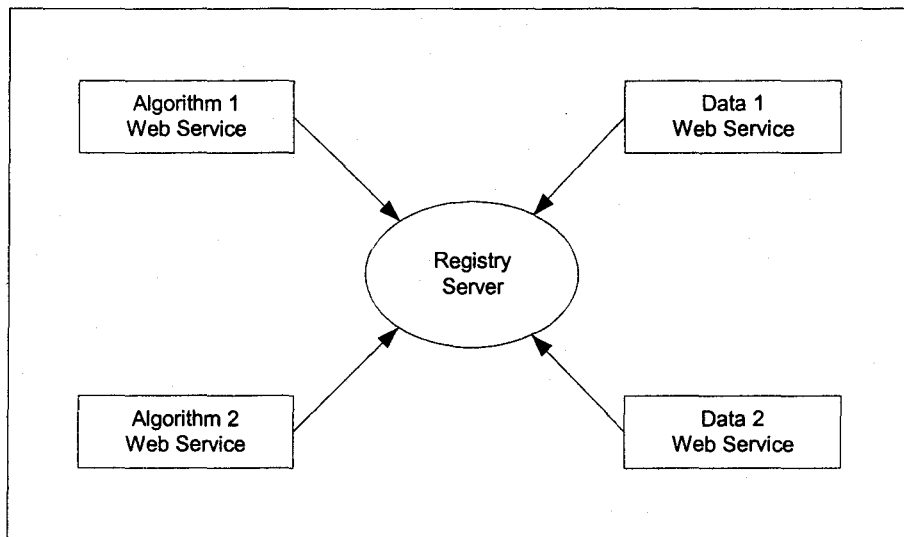 Algorithm 1
Web Service
Data 1
Web Service
Registry
Server
Algorithm 2
Web Service
Data 2
Web Service